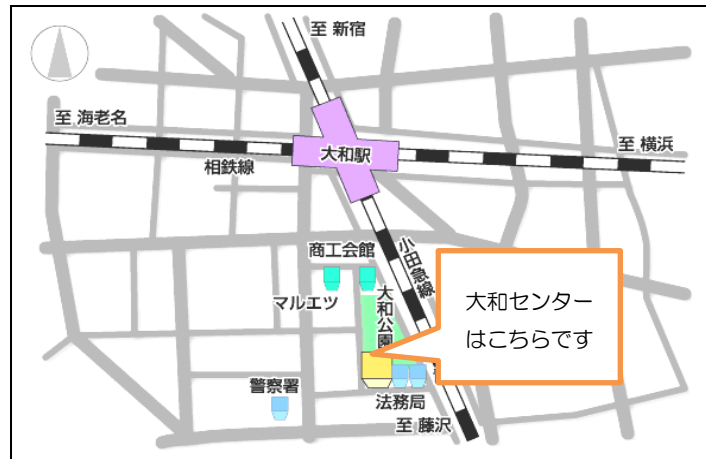 至 新宿
至 海老名
大和駅
至 横浜
相鉄線
商工会館
小田急線
マルエツ
大和公園
大和センター
はこちらです
警察署
法務局
至 藤沢